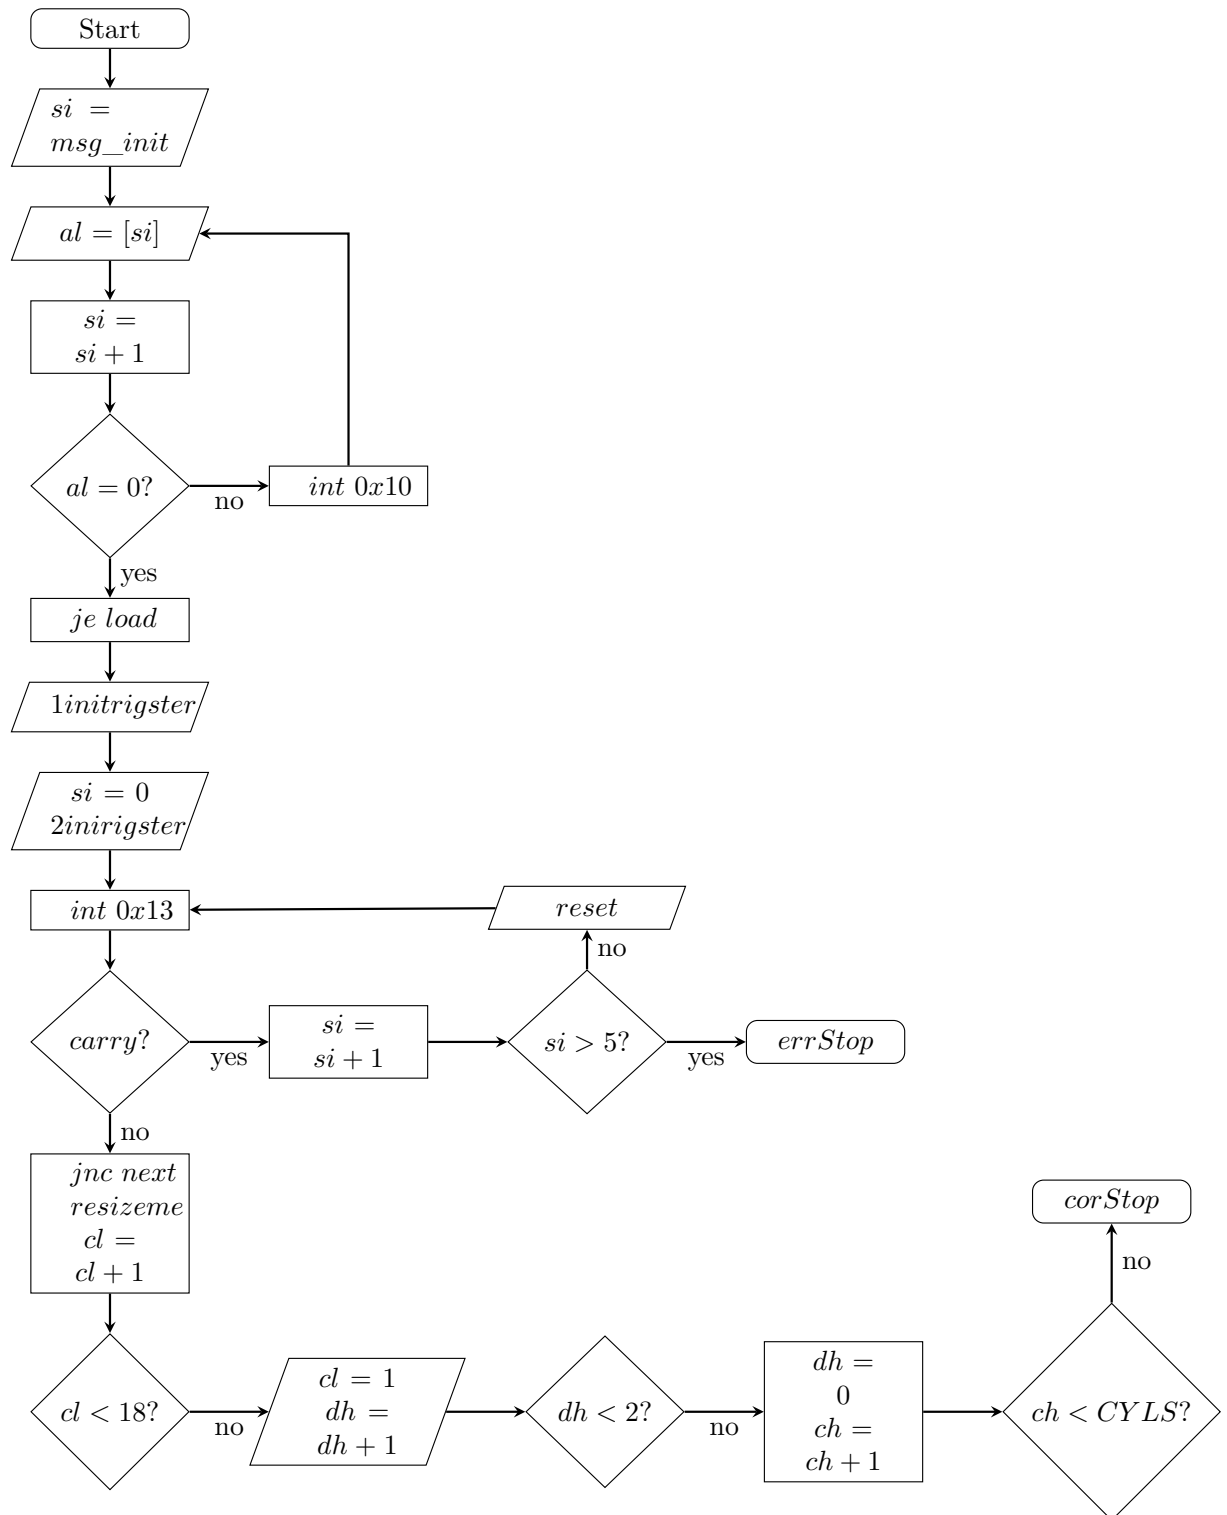 Start
si =
msg_init
al = [si]
si =
si + 1
al = 0?
no
int 0x10
yes
je load
1initrigster
si = 0
2inirigster
int 0x13
reset
no
carry?
yes
si =
si + 1
si > 5?
yes
errStop
no
jnc next
resizeme
cl =
cl + 1
corStop
no
cl < 18?
no
cl = 1
dh =
dh + 1
dh < 2?
no
dh =
0
ch =
ch + 1
ch < CYLS?